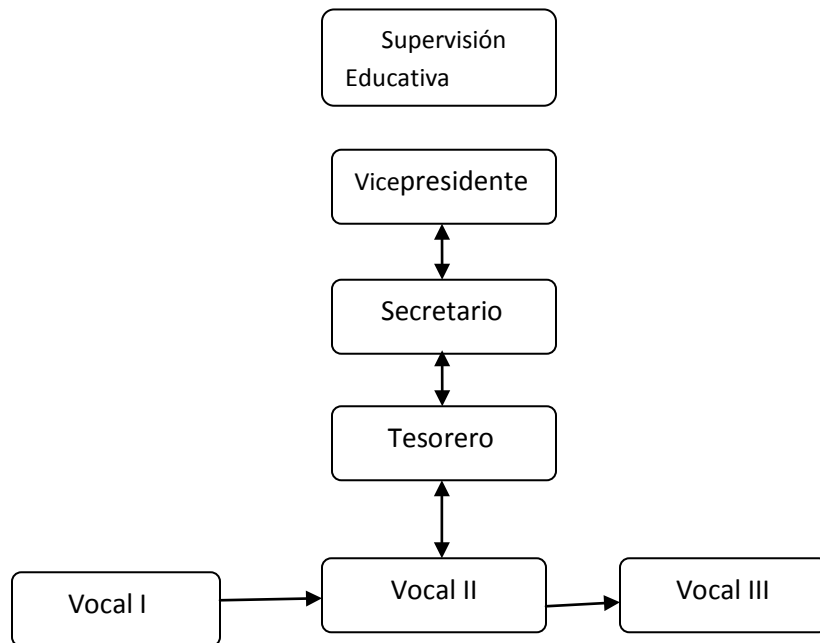 Supervisión
Educativa
Vicepresidente
Secretario
Tesorero
Vocal I
Vocal II
Vocal III